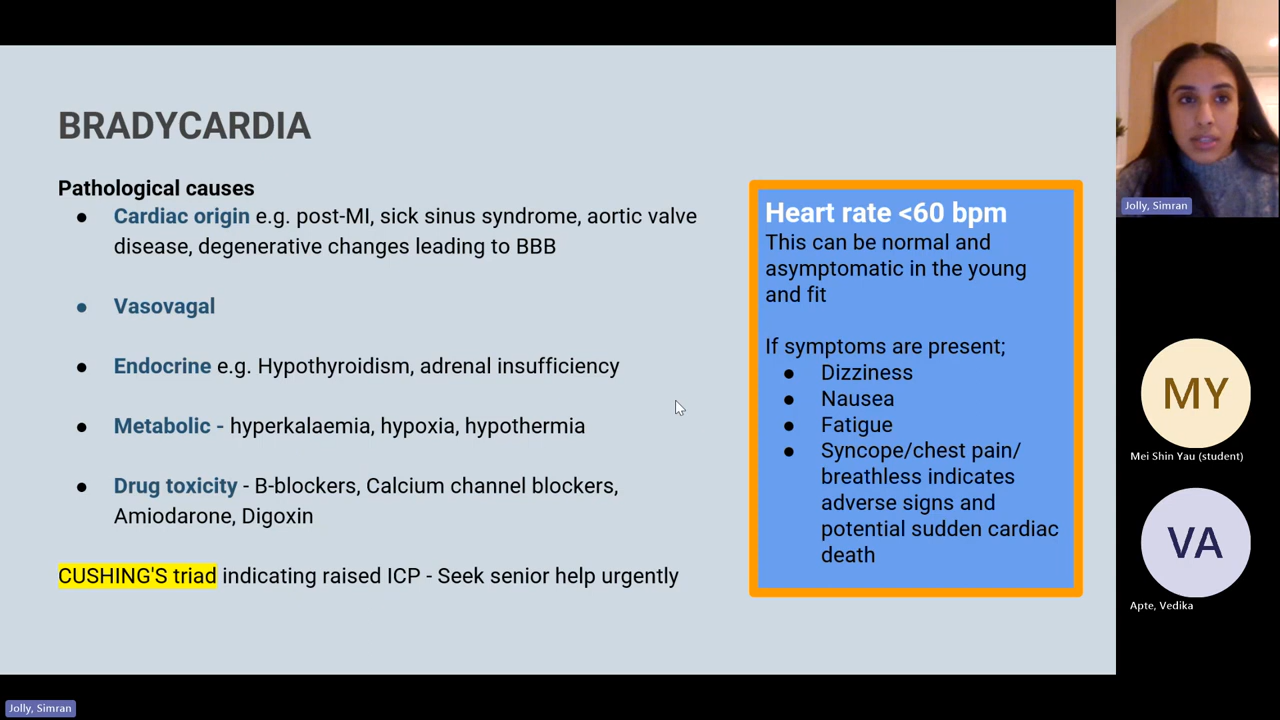 BRADYCARDIA
Pathological causes
● Cardiac origin e.g. post-MI, sick sinus syndrome, aortic valve
disease, degenerative changes leading to BBB
● Vasovagal
● Endocrine e.g. Hypothyroidism, adrenal insufficiency
● Metabolic - hyperkalaemia, hypoxia, hypothermia
● Drug toxicity - B-blockers, Calcium channel blockers,
Amiodarone, Digoxin
CUSHING'S triad indicating raised ICP - Seek senior help urgently
Heart rate <60 bpm
This can be normal and
asymptomatic in the young
and fit
If symptoms are present;
● Dizziness
● Nausea
● Fatigue
● Syncope/chest pain/
breathless indicates
adverse signs and
potential sudden cardiac
death
Jolly, Simran
MY
Mei Shin Yau (student)
VA
Apte, Vedika
Jolly, Simran